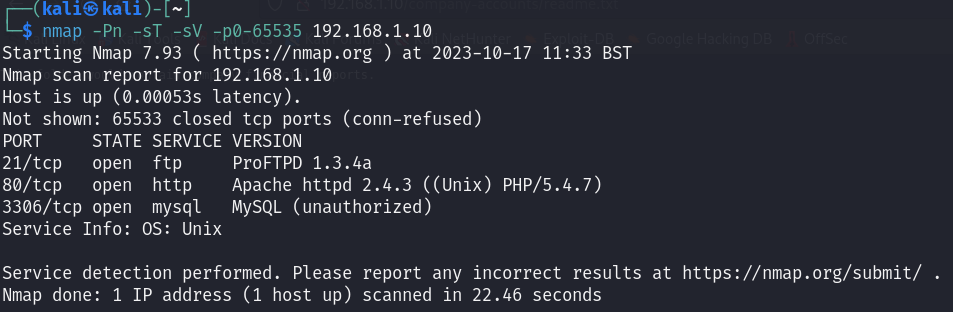 (kali㉿kali)-[~]
$ nmap -Pn -sT -sV -p0-65535 192.168.1.10
Starting Nmap 7.93 ( https://nmap.org ) at 2023-10-17 11:33 BST
Nmap scan report for 192.168.1.10
Host is up (0.00053s latency).
Not shown: 65533 closed tcp ports (conn-refused)
PORT     STATE SERVICE VERSION
21/tcp   open  ftp     ProFTPD 1.3.4a
80/tcp   open  http    Apache httpd 2.4.3 ((Unix) PHP/5.4.7)
3306/tcp open  mysql   MySQL (unauthorized)
Service Info: OS: Unix
Service detection performed. Please report any incorrect results at https://nmap.org/submit/ .
Nmap done: 1 IP address (1 host up) scanned in 22.46 seconds